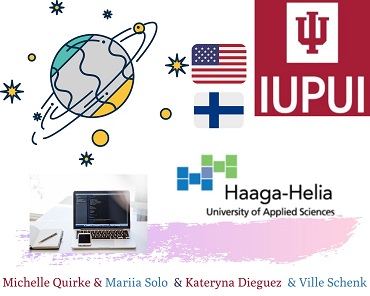 IUPUI
Haaga-Helia
University of Applied Sciences
Michelle Quirke & Mariia Solo & Kateryna Dieguez & Ville Schenk